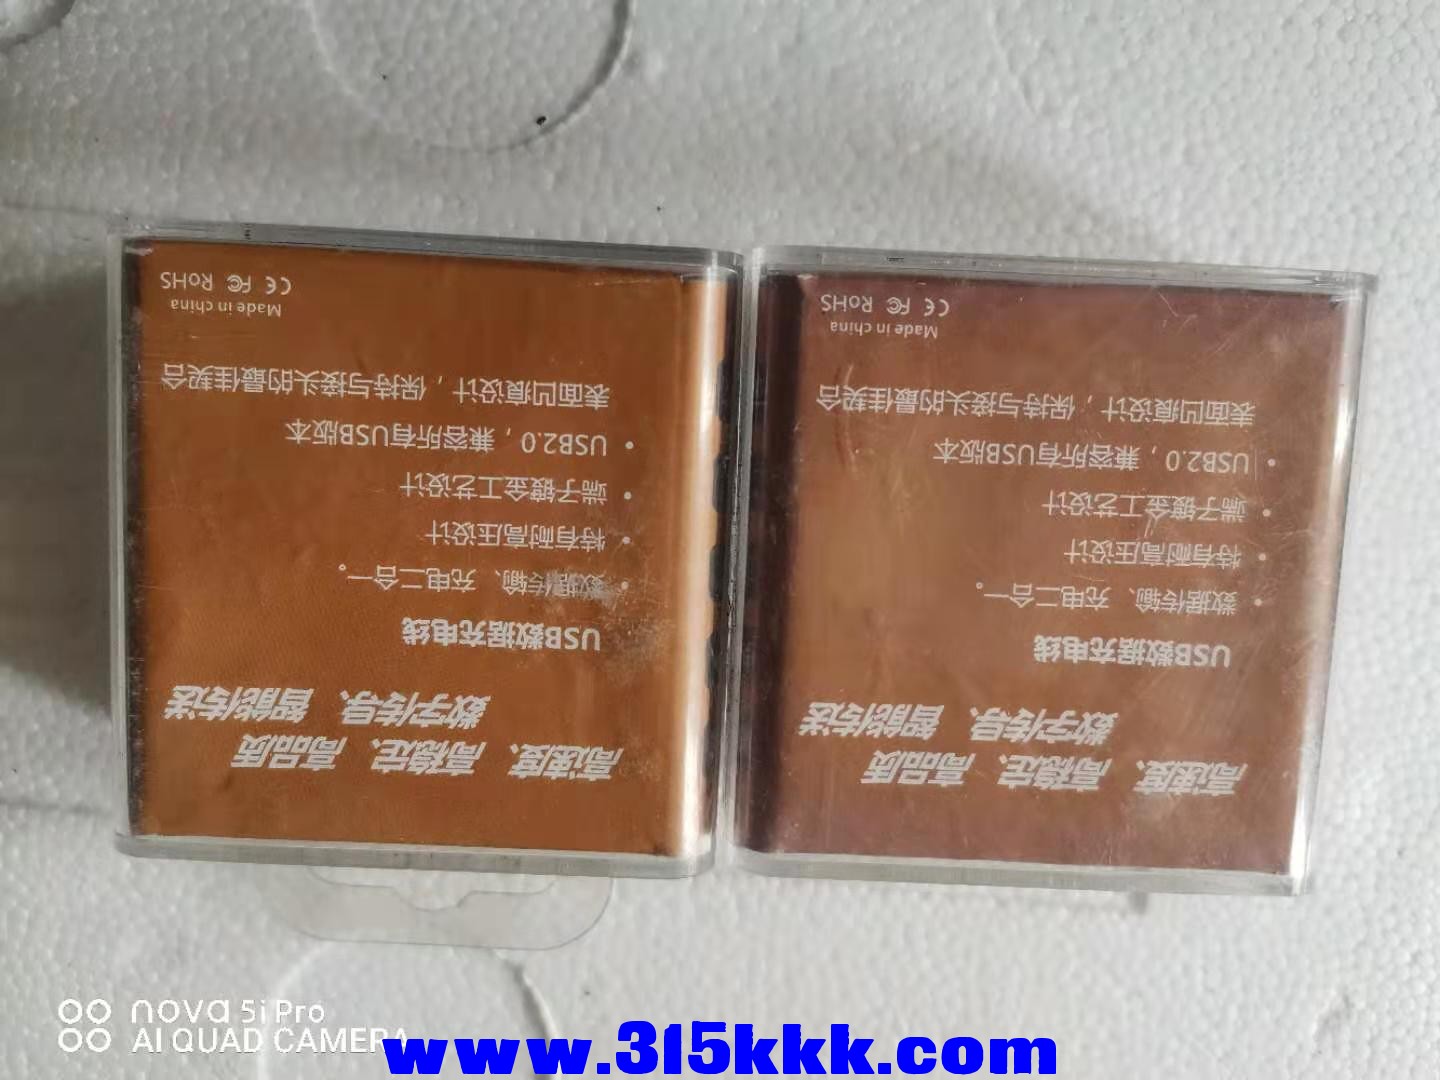 高速度、高稳定、高品质
数字传导、智能传送
USB数据充电线
• 数据传输、充电二合一。
• 特有耐高压设计
• 端子镀金工艺设计
• USB2.0，兼容所有USB版本
表面凹痕设计，保持与接头的最佳契合
Made in china
CE FC RoHS
高速度、高稳定、高品质
数字传导、智能传送
USB数据充电线
• 数据传输、充电二合一。
• 特有耐高压设计
• 端子镀金工艺设计
• USB2.0，兼容所有USB版本
表面凹痕设计，保持与接头的最佳契合
Made in china
CE FC RoHS
nova 5i Pro
AI QUAD CAMERA
www.315kkk.com